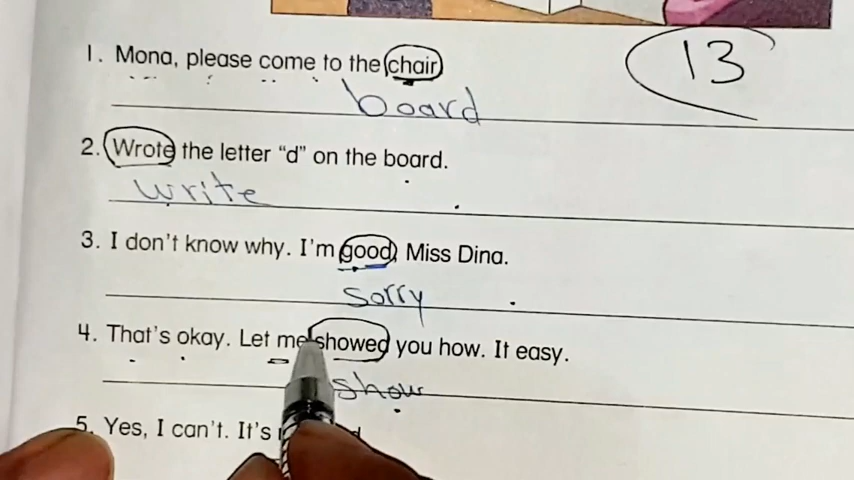 13
1. Mona, please come to the chair
board
2. Wrote the letter "d" on the board.
write
3. I don't know why. I'm good, Miss Dina.
sorry
4. That's okay. Let me showed you how. It easy.
show
5. Yes, I can't. It's